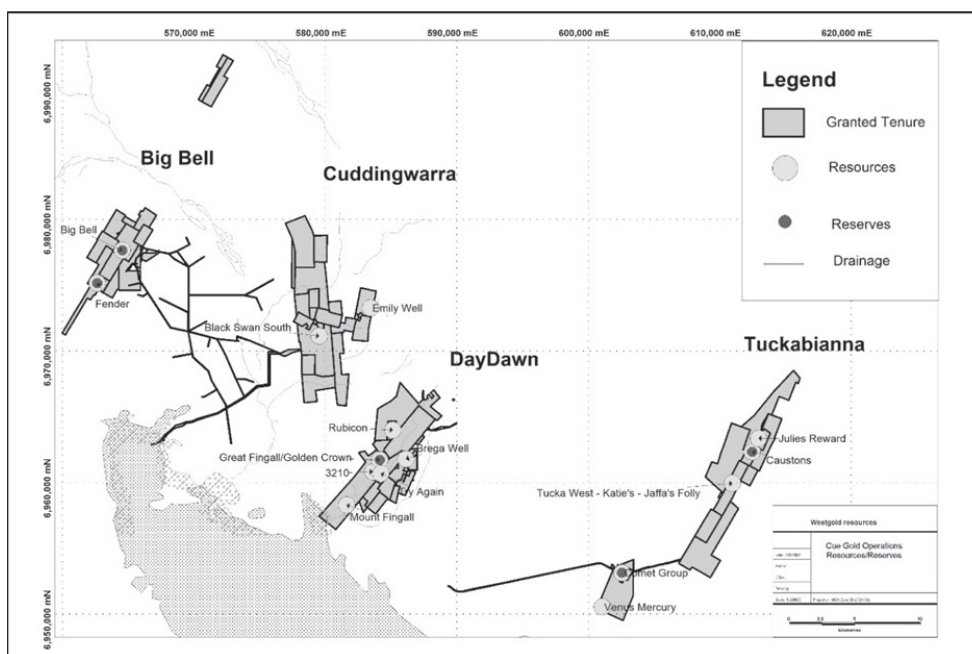 570,000 mE
580,000 mE
590,000 mE
600,000 mE
610,000 mE
620,000 mE
6,990,000 mN
6,980,000 mN
6,970,000 mN
6,960,000 mN
6,950,000 mN
Legend
Granted Tenure
Resources
Reserves
Drainage
Big Bell
Cuddingwarra
Big Bell
Fender
Emily Well
Black Swan South
DayDawn
Tuckabianna
Rubicon
Great Fingall/Golden Crown
Brega Well
3210
Try Again
Mount Fingall
Julies Reward
Caustons
Tucka West - Katie's - Jaffa's Folly
Comet Group
Venus Mercury
Westgold resources
Cue Gold Operations
Resources/Reserves
kilometres